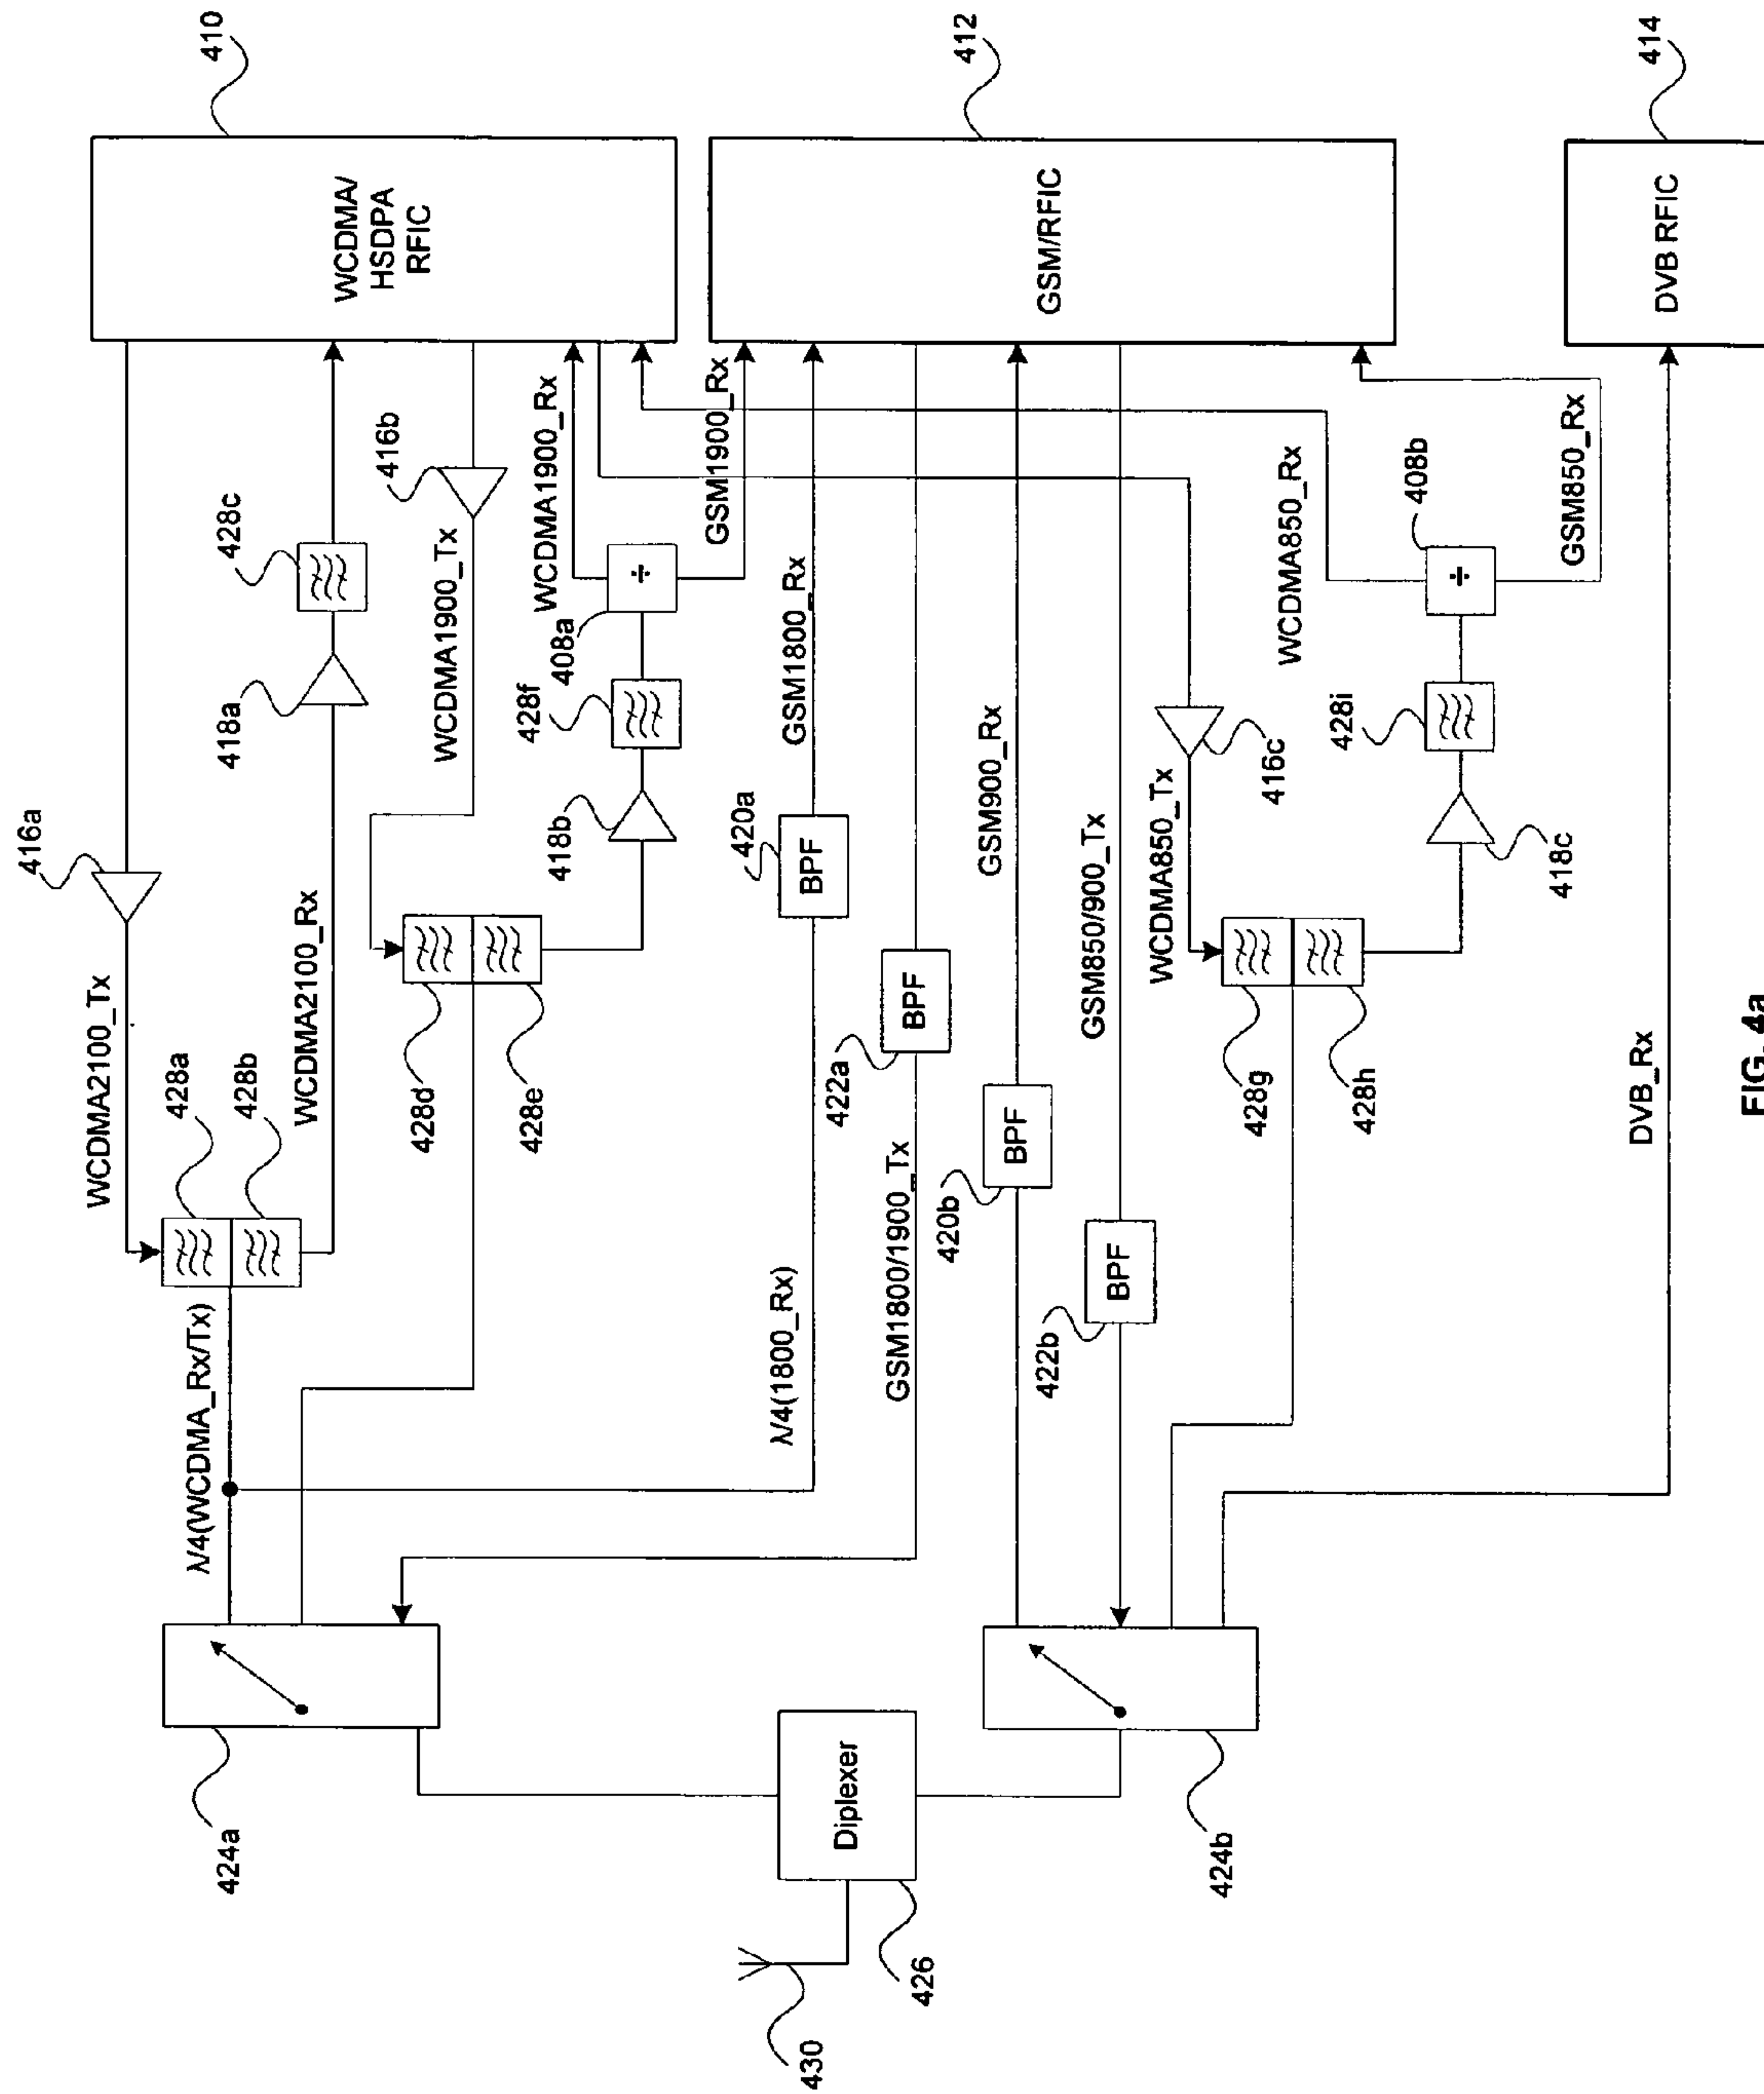 410
WCDMA/
HSDPA
RFIC
412
GSM/RFIC
414
DVB RFIC
416a
WCDMA2100_Tx
428a
428b
WCDMA2100_Rx
418a
428c
416b
WCDMA1900_Tx
λ/4(WCDMA_Rx/Tx)
428d
428e
418b
428f
408a
÷
WCDMA1900_Rx
GSM1900_Rx
λ/4(1800_Rx)
420a
BPF
GSM1800_Rx
422a
BPF
GSM1800/1900_Tx
420b
BPF
GSM900_Rx
422b
BPF
GSM850/900_Tx
WCDMA850_Tx
416c
428g
428h
418c
428i
408b
÷
WCDMA850_Rx
GSM850_Rx
DVB_Rx
424a
424b
Diplexer
426
430
FIG. 4a